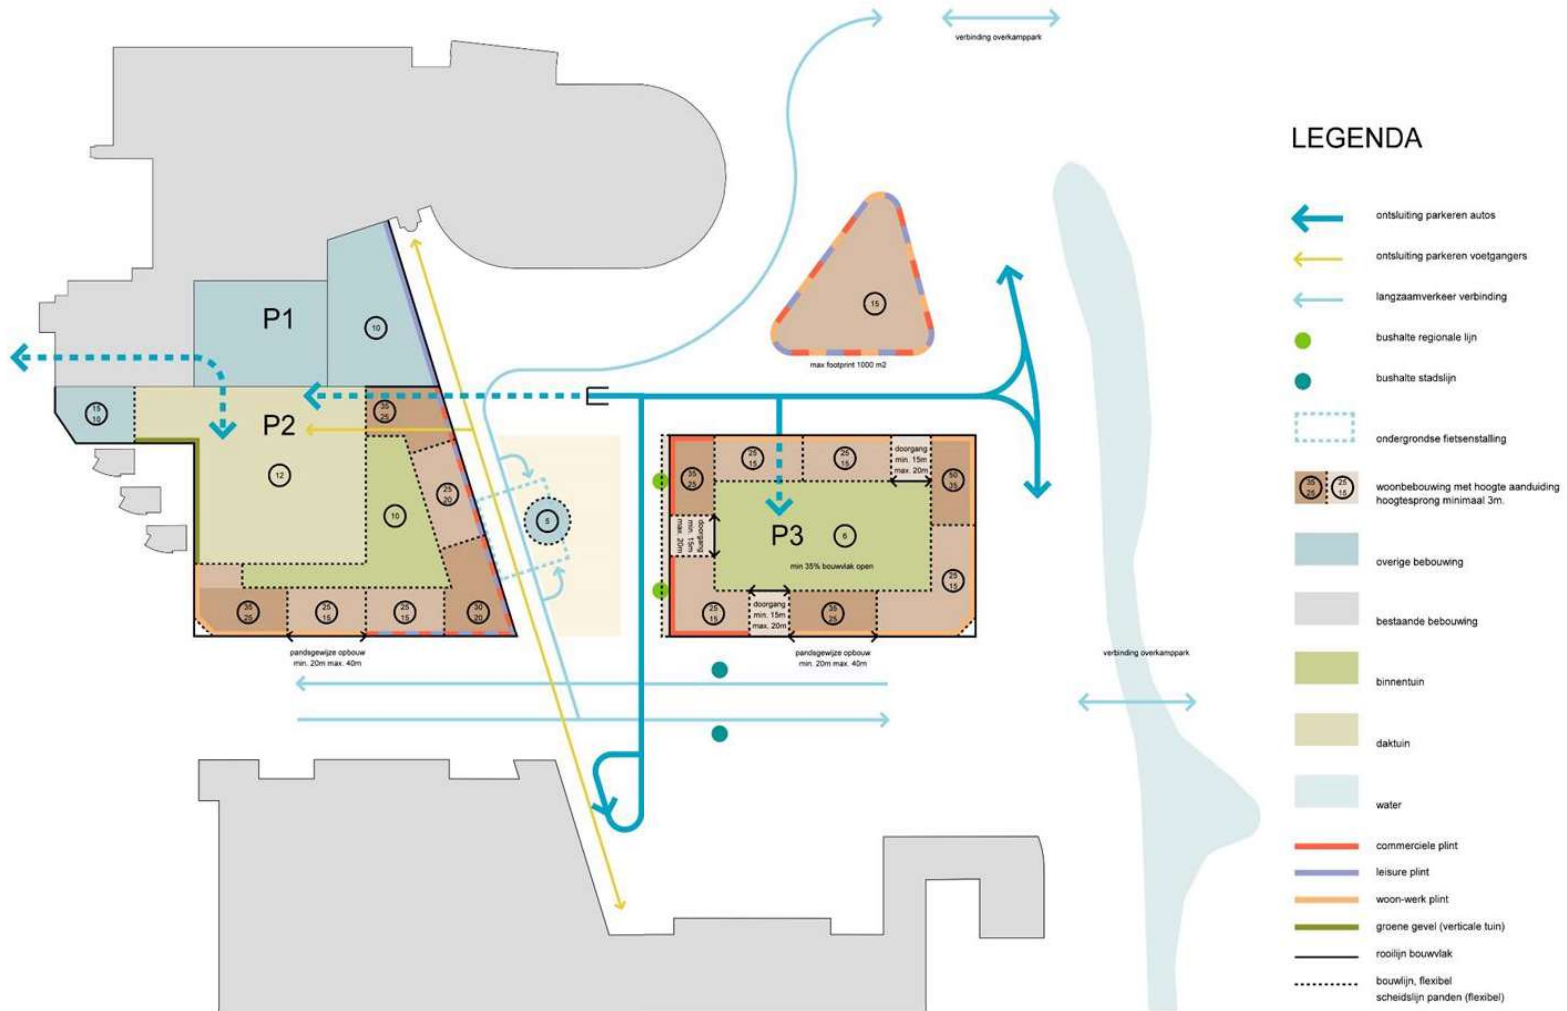 verbinding overkamppark
LEGENDA
ontsluiting parkeren autos
ontsluiting parkeren voetgangers
langzaamverkeer verbinding
bushalte regionale lijn
bushalte stadslijn
ondergrondse fietsenstalling
35
25
25
15
woonbebouwing met hoogte aanduiding
hoogtesprong minimaal 3m.
overige bebouwing
bestaande bebouwing
binnentuin
daktuin
water
commerciele plint
leisure plint
woon-werk plint
groene gevel (verticale tuin)
rooilijn bouwvlak
bouwlijn, flexibel
scheidslijn panden (flexibel)
P1
10
15
max footprint 1000 m2
15
10
P2
12
35
25
25
20
10
5
35
25
25
15
25
15
30
20
pandsgewijze opbouw
min. 20m max. 40m
35
25
25
15
25
15
doorgang
min. 15m
max. 20m
50
35
doorgang
min. 15m
max. 20m
P3
6
min 35% bouwvlak open
25
15
25
15
doorgang
min. 15m
max. 20m
35
25
pandsgewijze opbouw
min. 20m max. 40m
verbinding overkamppark